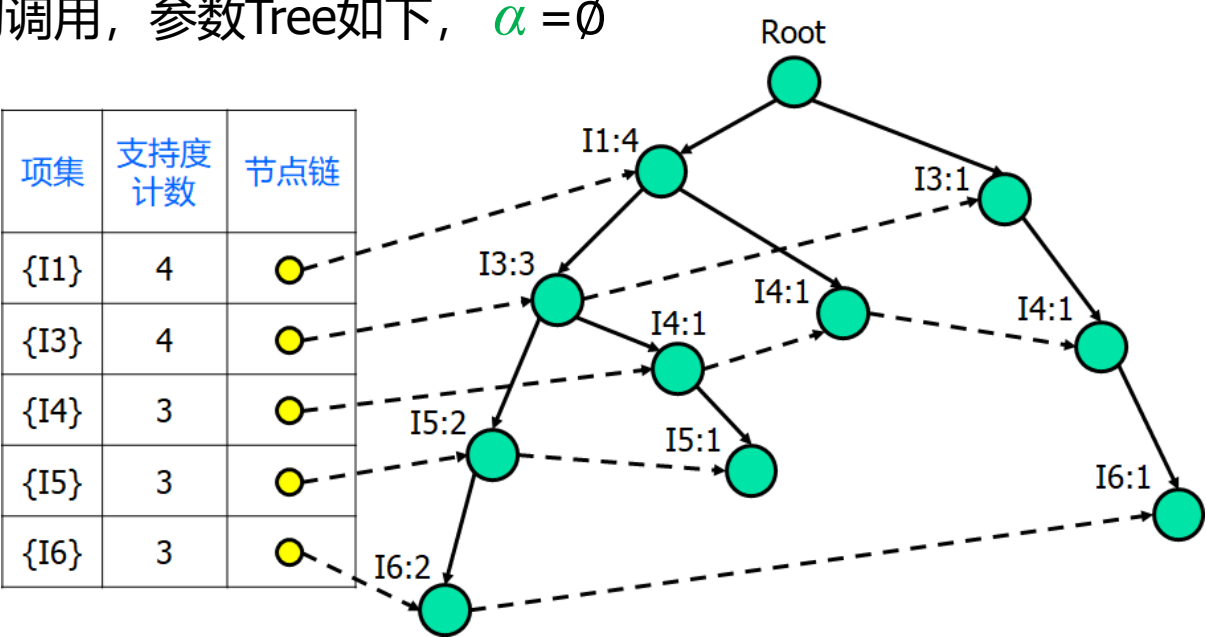 的调用，参数Tree如下， α =∅
Root
I1:4
I3:1
I3:3
I4:1
I4:1
I4:1
I5:2
I5:1
I6:1
I6:2
项集 支持度计数 节点链
{I1} 4
{I3} 4
{I4} 3
{I5} 3
{I6} 3